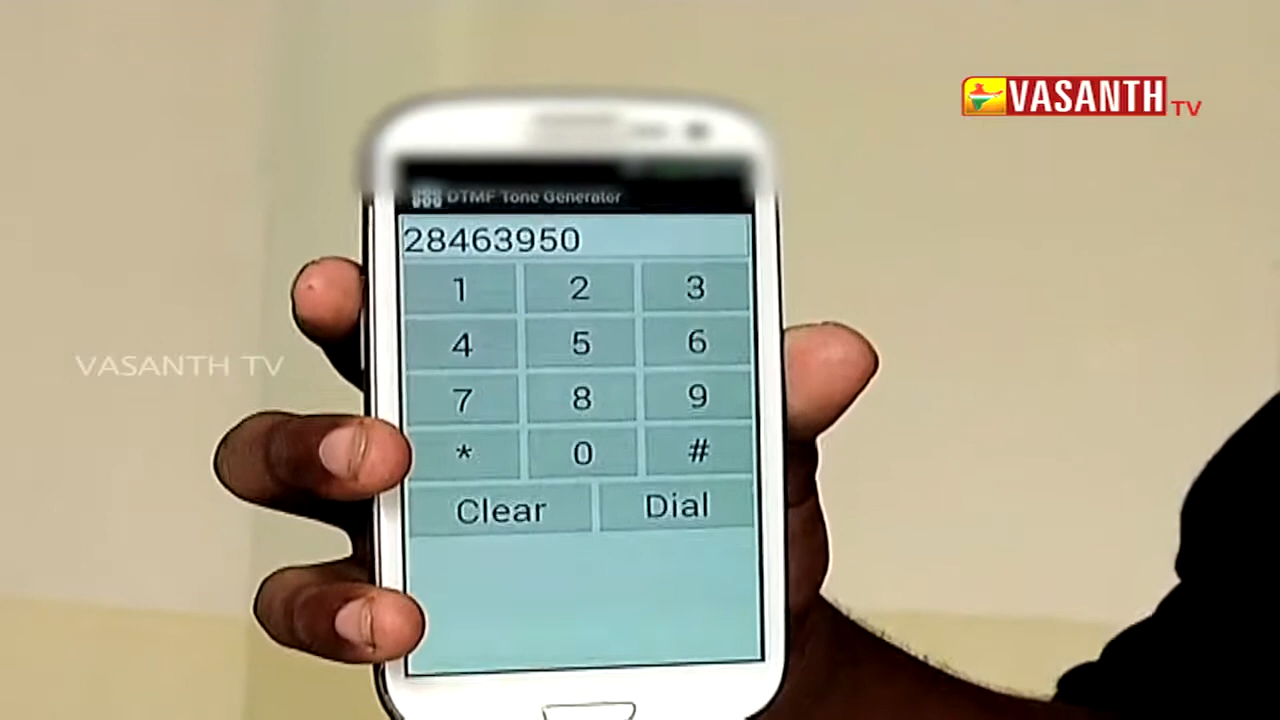 VASANTH TV
DTMF Tone Generator
28463950
1 2 3
4 5 6
7 8 9
* 0 #
Clear Dial
VASANTH TV